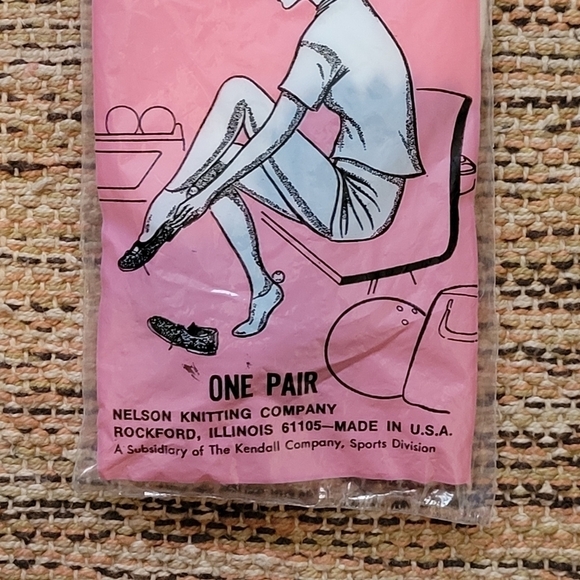 ONE PAIR
NELSON KNITTING COMPANY
ROCKFORD, ILLINOIS 61105—MADE IN U.S.A.
A Subsidiary of The Kendall Company, Sports Division